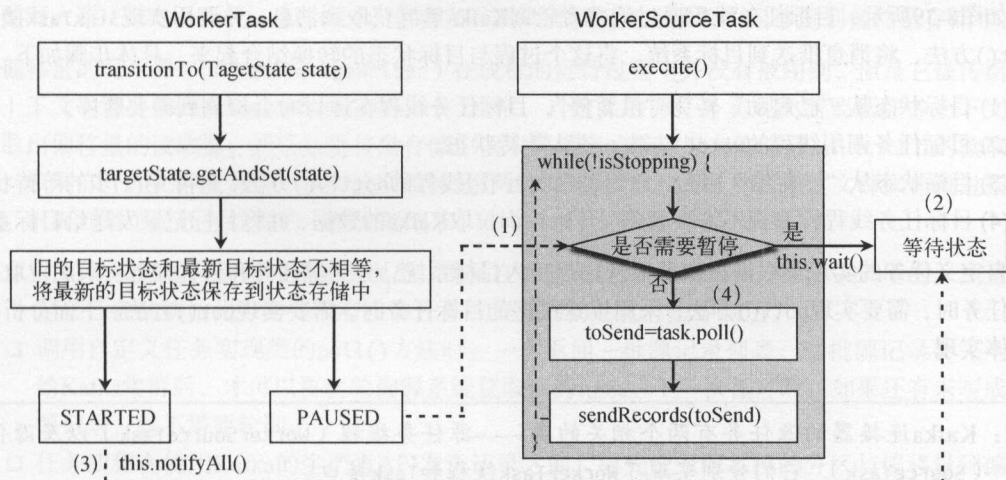 WorkerTask
WorkerSourceTask
transitionTo(TagetState state)
execute()
targetState.getAndSet(state)
while(!isStopping) {
(1)
(2)
是否需要暂停
是
this.wait()
等待状态
旧的目标状态和最新目标状态不相等，
将最新的目标状态保存到状态存储中
否
(4)
toSend=task.poll()
STARTED
PAUSED
sendRecords(toSend)
(3)
this.notifyAll()